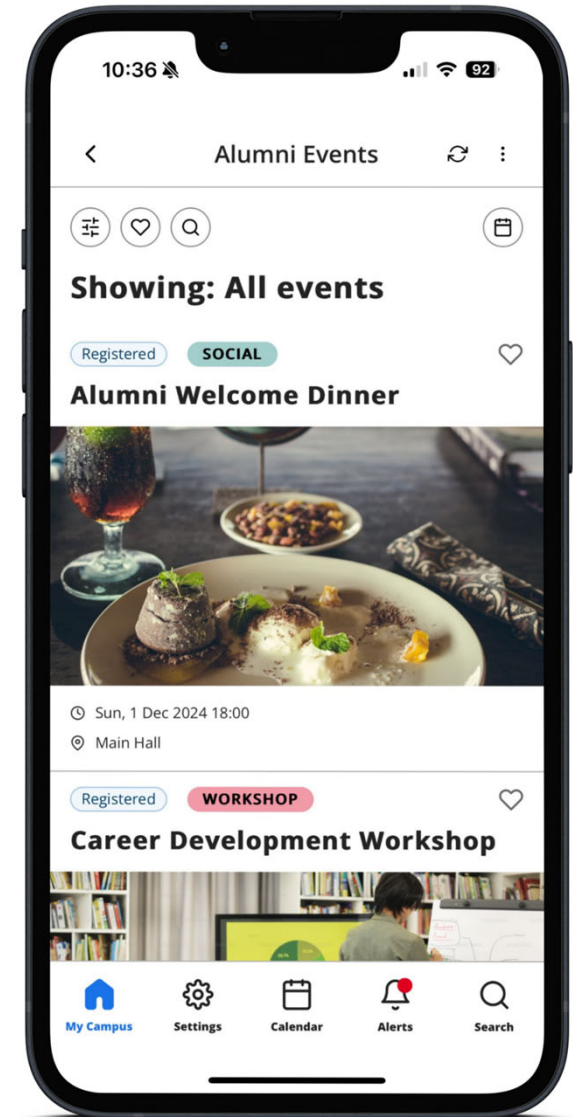 10:36
92
Alumni Events
Showing: All events
Registered SOCIAL
Alumni Welcome Dinner
Sun, 1 Dec 2024 18:00
Main Hall
Registered WORKSHOP
Career Development Workshop
My Campus Settings Calendar Alerts Search